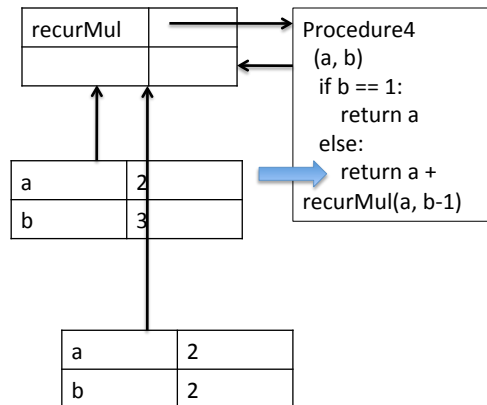 recurMul
Procedure4
(a, b)
if b == 1:
return a
else:
return a +
recurMul(a, b-1)
a 2
b 3
a 2
b 2